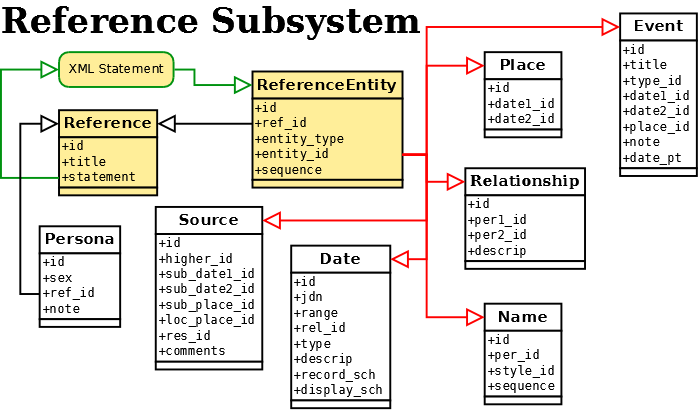 Reference Subsystem
XML Statement
Reference
+id
+title
+statement
ReferenceEntity
+id
+ref_id
+entity_type
+entity_id
+sequence
Place
+id
+date1_id
+date2_id
Event
+id
+title
+type_id
+date1_id
+date2_id
+place_id
+note
+date_pt
Relationship
+id
+per1_id
+per2_id
+descrip
Persona
+id
+sex
+ref_id
+note
Source
+id
+higher_id
+sub_date1_id
+sub_date2_id
+sub_place_id
+loc_place_id
+res_id
+comments
Date
+id
+jdn
+range
+rel_id
+type
+descrip
+record_sch
+display_sch
Name
+id
+per_id
+style_id
+sequence